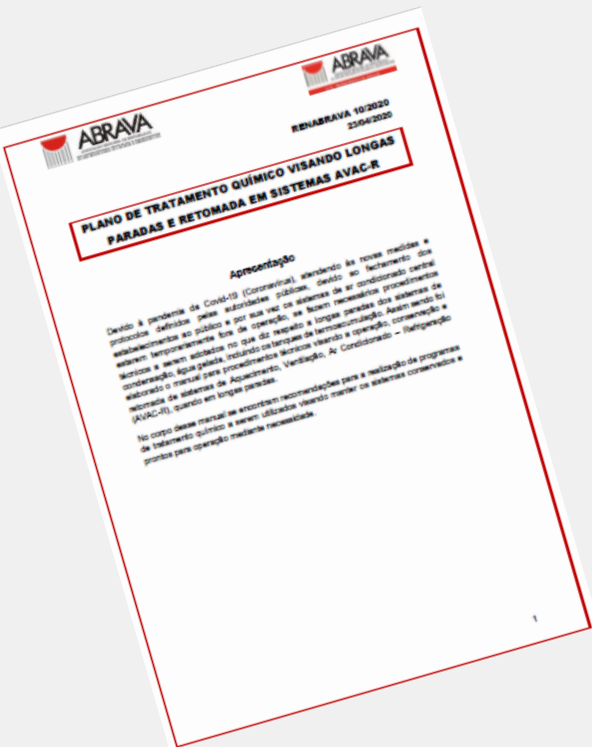 ABRAVA
ABRAVA
RENABRAVA 10/2020
23/04/2020
PLANO DE TRATAMENTO QUÍMICO VISANDO LONGAS
PARADAS E RETOMADA EM SISTEMAS AVAC-R
Apresentação
Devido à pandemia da Covid-19 (Coronavírus), atendendo às novas medidas e
protocolos definidos pelas autoridades públicas, devido ao fechamento dos
estabelecimentos ao público e por sua vez os sistemas de ar condicionado central
estarem temporariamente fora de operação, se fazem necessários procedimentos
técnicos a serem adotados no que diz respeito a longas paradas dos sistemas de
condensação, água gelada, incluindo os tanques de termoacumulação. Assim sendo foi
elaborado o manual para procedimentos técnicos visando a operação, conservação e
retomada de sistemas de Aquecimento, Ventilação, Ar Condicionado – Refrigeração
(AVAC-R), quando em longas paradas.
No corpo desse manual se encontram recomendações para a realização de programas
de tratamento químico a serem utilizados visando manter os sistemas conservados e
prontos para operação mediante necessidade.
1